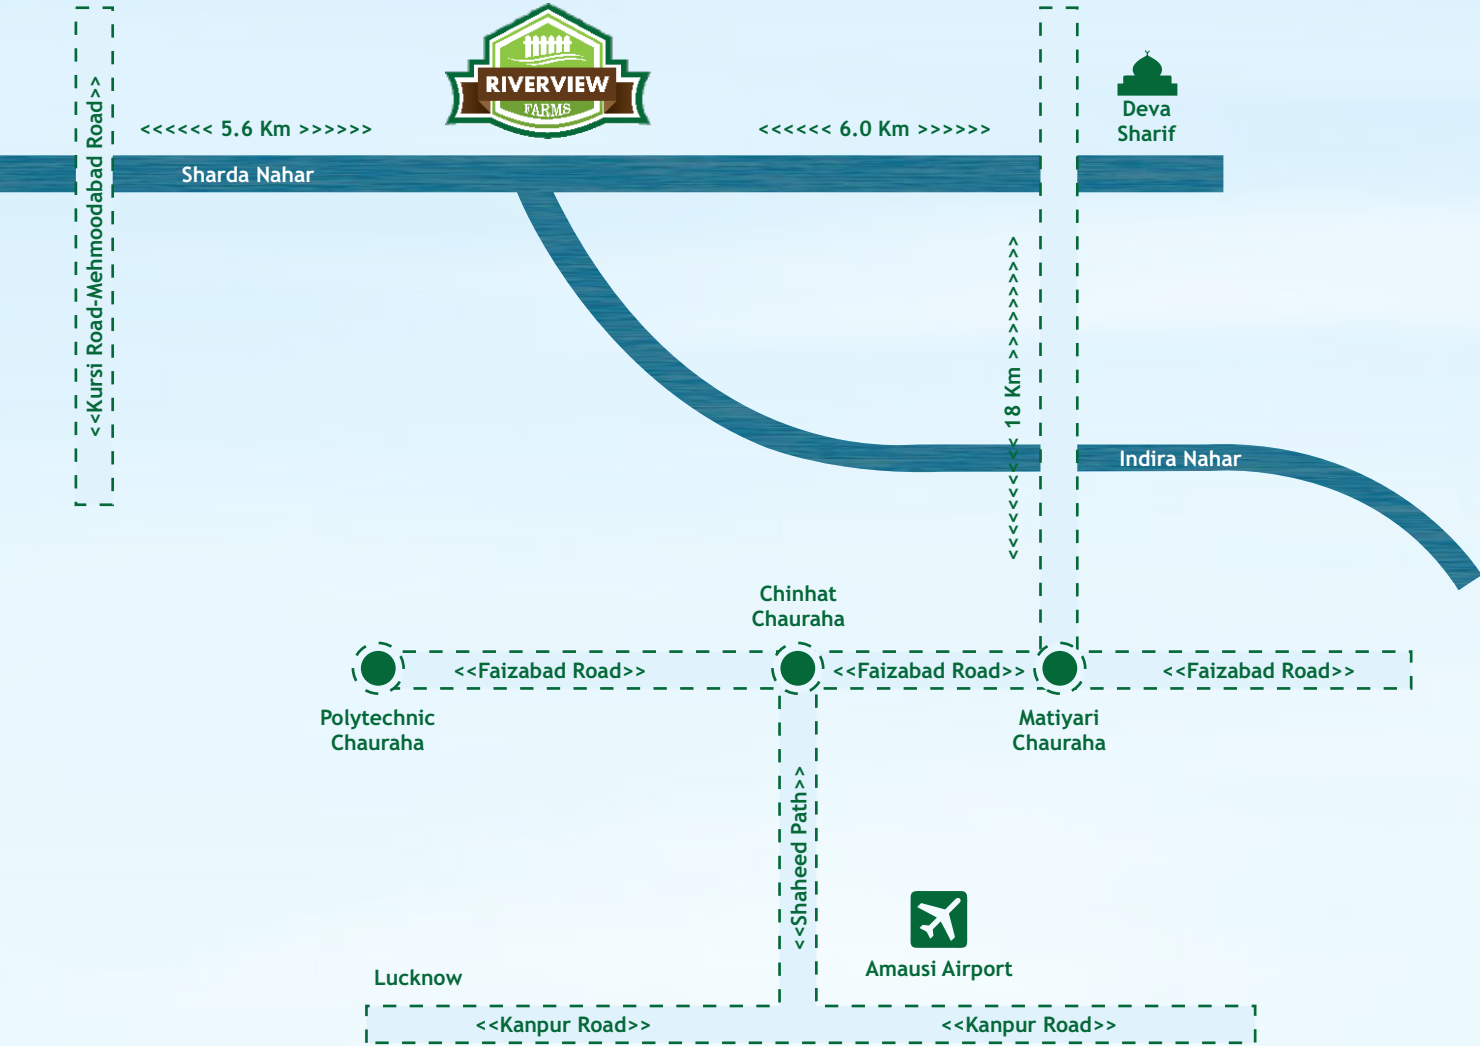 RIVERVIEW
FARMS
Deva
Sharif
<<<<<< 5.6 Km >>>>>>
<<<<<< 6.0 Km >>>>>>
Sharda Nahar
<<Kursi Road-Mehmoodabad Road>>
<<<<<<<<<< 18 Km >>>>>>>>>>
Indira Nahar
Chinhat
Chauraha
<<Faizabad Road>>
<<Faizabad Road>>
<<Faizabad Road>>
Polytechnic
Chauraha
Matiyari
Chauraha
<<Shaheed Path>>
Amausi Airport
Lucknow
<<Kanpur Road>>
<<Kanpur Road>>